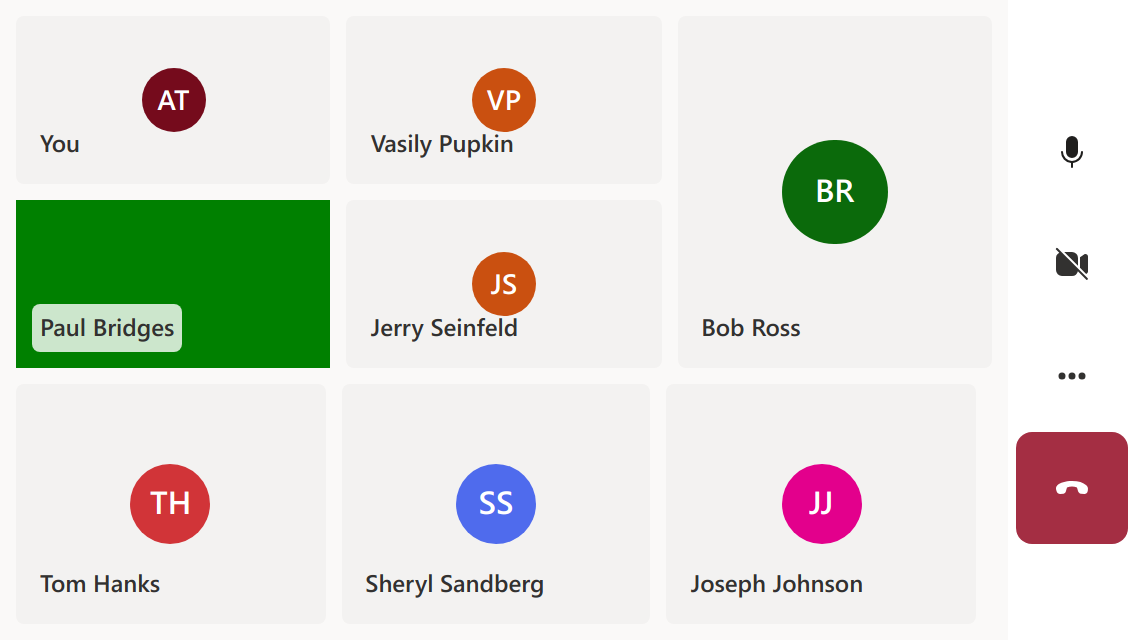 AT
You
VP
Vasily Pupkin
BR
Bob Ross
Paul Bridges
JS
Jerry Seinfeld
TH
Tom Hanks
SS
Sheryl Sandberg
JJ
Joseph Johnson